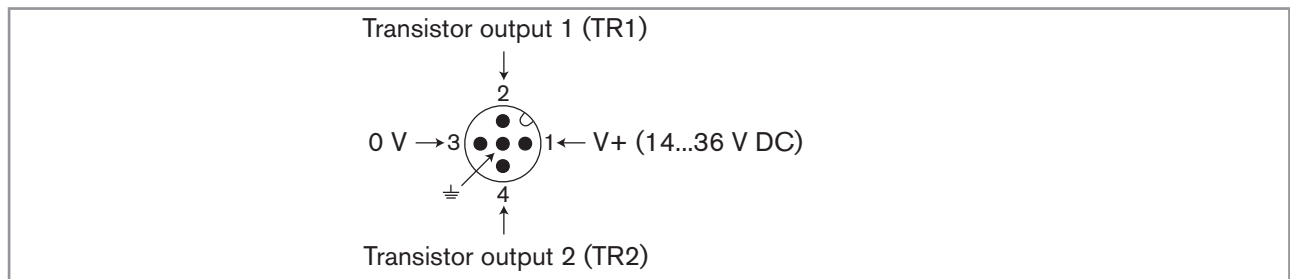 Transistor output 1 (TR1)
2
0 V 3 1 V+ (14...36 V DC)
4
Transistor output 2 (TR2)